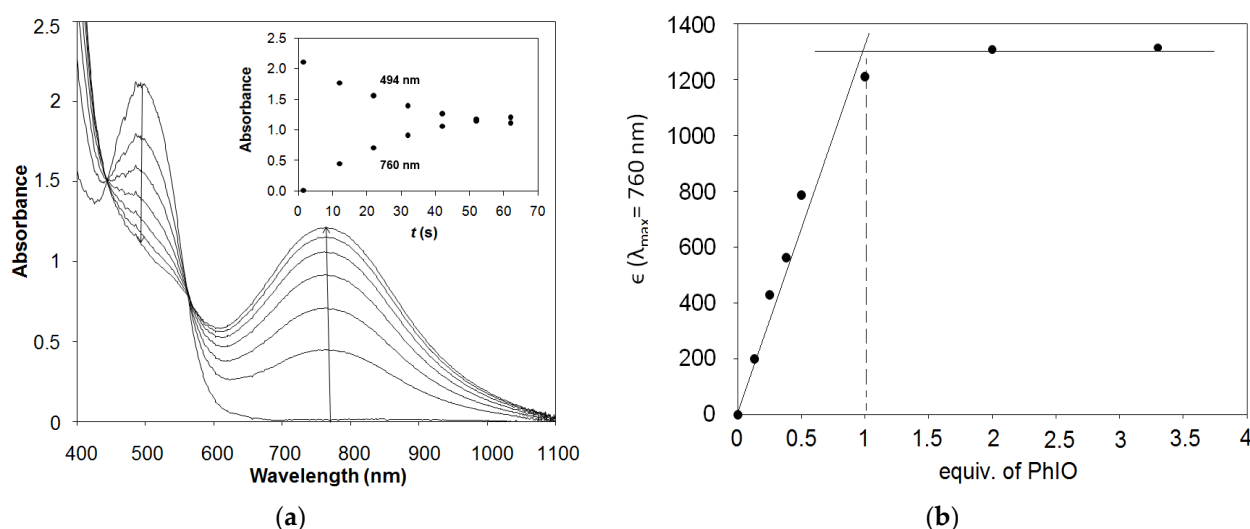 2.5
2
1.5
1
0.5
0
Absorbance
400 500 600 700 800 900 1000 1100
Wavelength (nm)
2.5
2.0
1.5
1.0
0.5
0.0
Absorbance
494 nm
760 nm
0 10 20 30 40 50 60 70
t (s)
(a)
1400
1200
1000
800
600
400
200
0
ϵ (λmax= 760 nm)
0 0.5 1 1.5 2 2.5 3 3.5 4
equiv. of PhIO
(b)